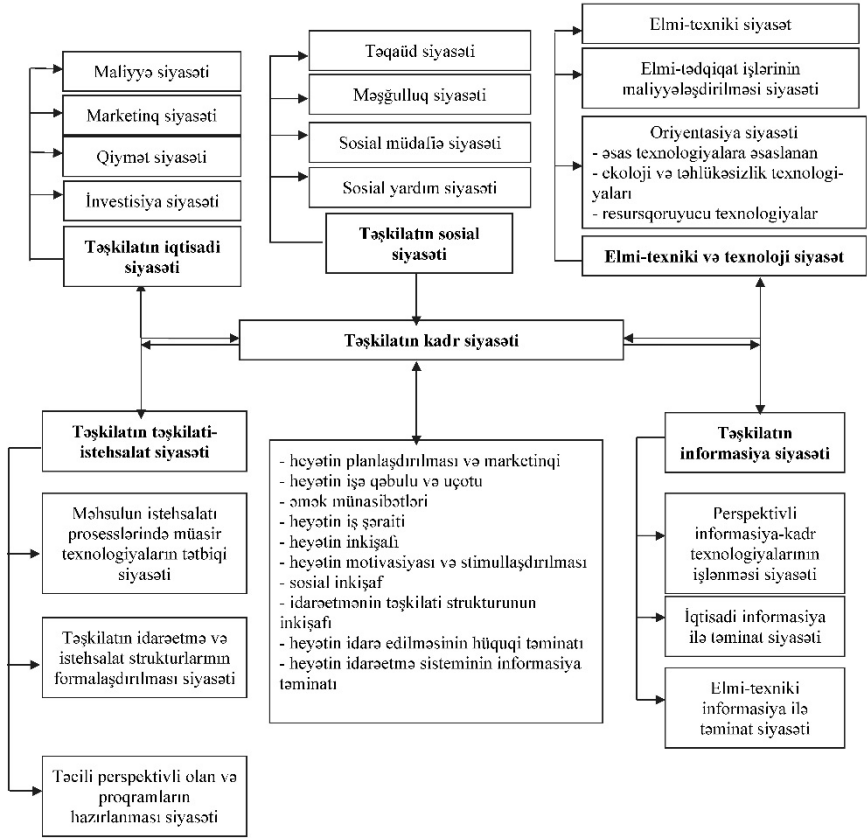 Maliyyə siyasəti
Marketinq siyasəti
Qiymət siyasəti
İnvestisiya siyasəti
Təşkilatın iqtisadi
siyasəti
Təqaüd siyasəti
Məşğulluq siyasəti
Sosial müdafiə siyasəti
Sosial yardım siyasəti
Təşkilatın sosial
siyasəti
Elmi-texniki siyasət
Elmi-tədqiqat işlərinin
maliyyələşdirilməsi siyasəti
Oriyentasiya siyasəti
- əsas texnologiyalara əsaslanan
- ekoloji və təhlükəsizlik texnologi-
yaları
- resursqoruyucu texnologiyalar
Elmi-texniki və texnoloji siyasət
Təşkilatın kadr siyasəti
Təşkilatın təşkilati-
istehsalat siyasəti
Məhsulun istehsalatı
prosesslərində müasir
texnologiyaların tətbiqi
siyasəti
Təşkilatın idarəetmə və
istehsalat strukturlarının
formalaşdırılması siyasəti
Təcili perspektivli olan və
proqramların
hazırlanması siyasəti
- heyətin planlaşdırılması və marketinqi
- heyətin işə qəbulu və uçotu
- əmək münasibətləri
- heyətin iş şəraiti
- heyətin inkişafi
- heyətin motivasiyası və stimullaşdırılması
- sosial inkişaf
- idarəetmənin təşkilati strukturunun
inkişafı
- heyətin idarə edilməsinin hüquqi təminatı
- heyətin idarəetmə sisteminin informasiya
təminatı
Təşkilatın
informasiya siyasəti
Perspektivli
informasiya-kadr
texnologiyalarının
işlənməsi siyasəti
İqtisadi informasiya
ilə təminat siyasəti
Elmi-texniki
informasiya ilə
təminat siyasəti